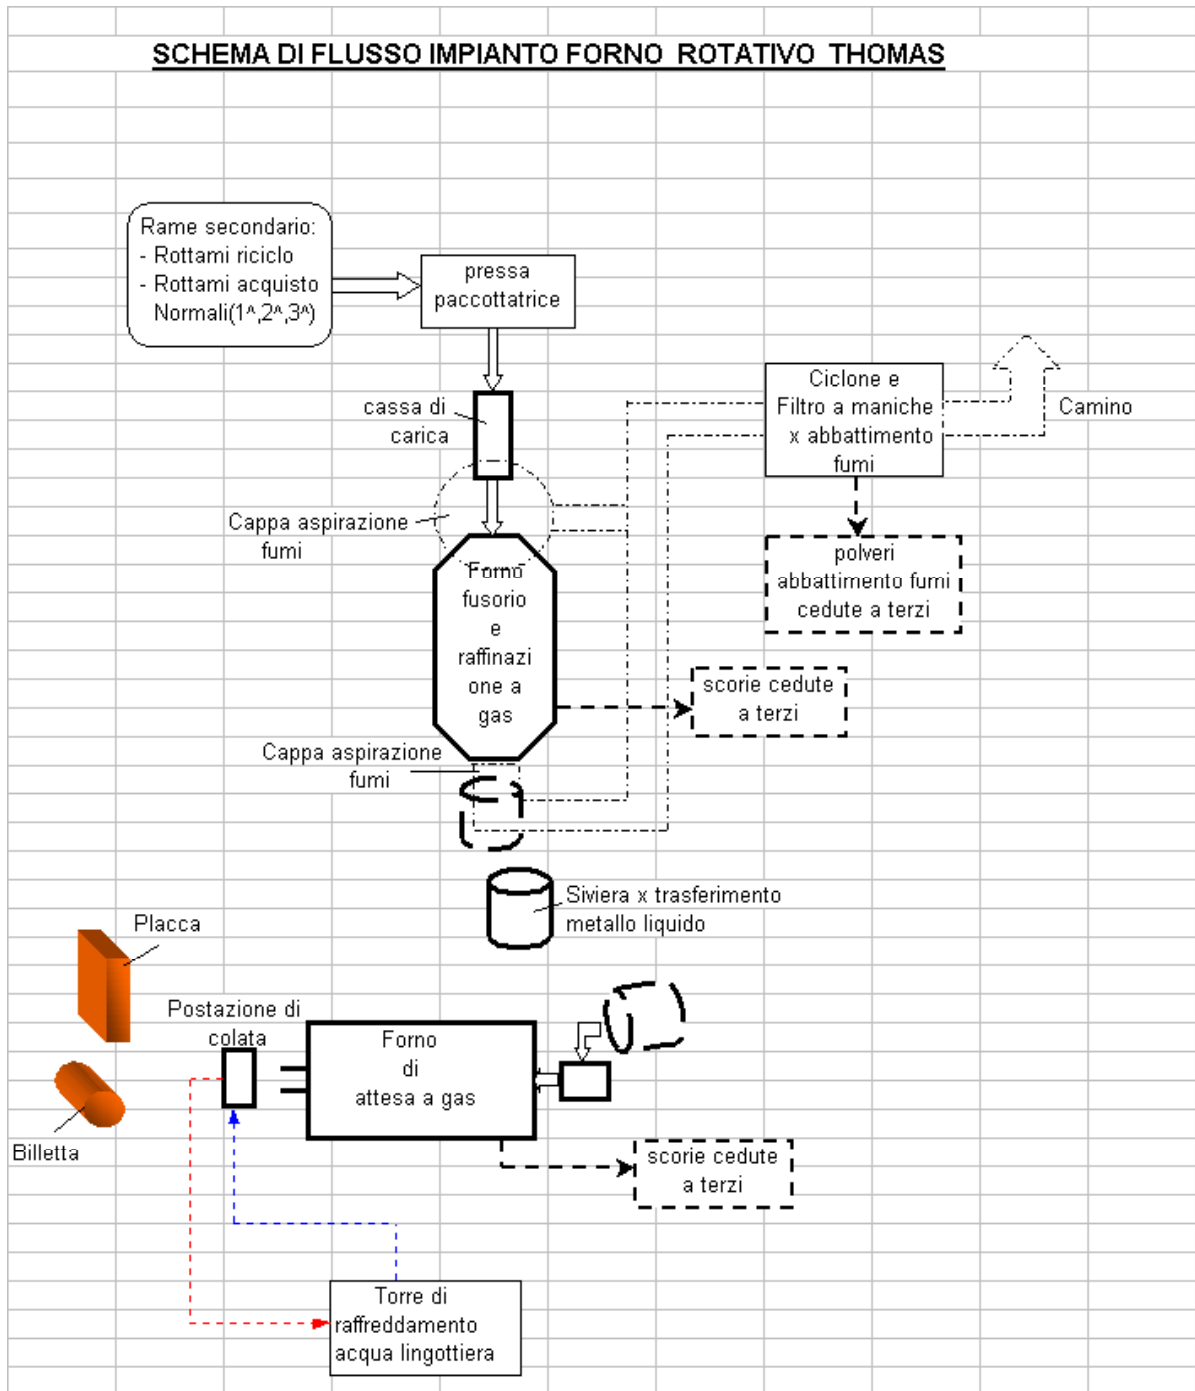 SCHEMA DI FLUSSO IMPIANTO FORNO ROTATIVO THOMAS
Rame secondario:
- Rottami riciclo
- Rottami acquisto
Normali(1^,2^,3^)
pressa
paccottatrice
cassa di
carica
Ciclone e
Filtro a maniche
x abbattimento
fumi
Camino
Cappa aspirazione
fumi
polveri
abbattimento fumi
cedute a terzi
Forno
fusorio
e
raffinazi
one a
gas
scorie cedute
a terzi
Cappa aspirazione
fumi
Siviera x trasferimento
metallo liquido
Placca
Postazione di
colata
Forno
di
attesa a gas
Billetta
scorie cedute
a terzi
Torre di
raffreddamento
acqua lingottiera